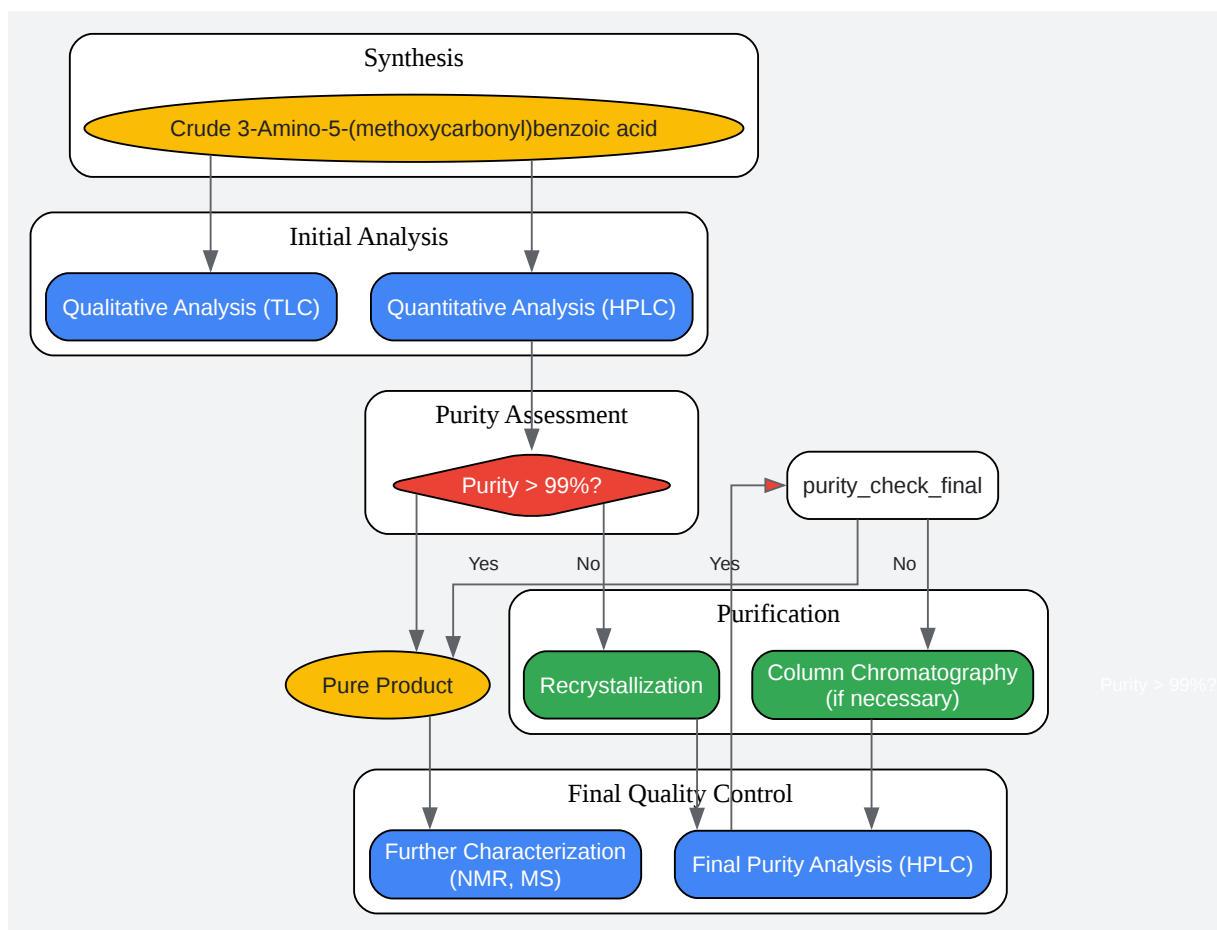 Synthesis
Crude 3-Amino-5-(methoxycarbonyl)benzoic acid
Initial Analysis
Qualitative Analysis (TLC)
Quantitative Analysis (HPLC)
Purity Assessment
Purity > 99%?
purity_check_final
Yes
No
Yes
No
Purification
Pure Product
Recrystallization
Column Chromatography
(if necessary)
Purity > 99%?
Final Quality Control
Further Characterization
(NMR, MS)
Final Purity Analysis (HPLC)